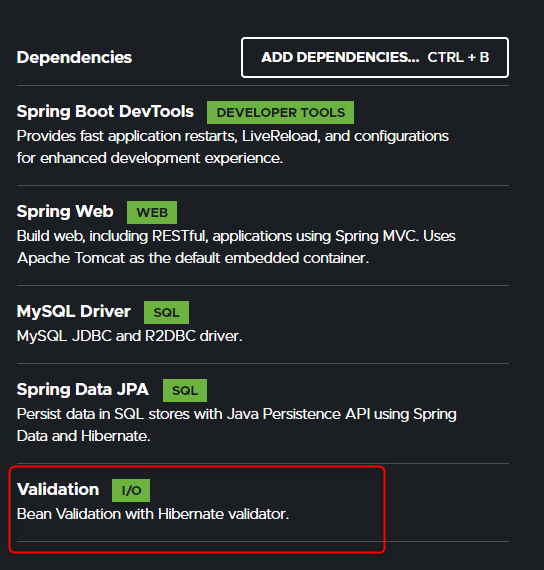 Dependencies ADD DEPENDENCIES... CTRL + B
Spring Boot DevTools DEVELOPER TOOLS
Provides fast application restarts, LiveReload, and configurations
for enhanced development experience.
Spring Web WEB
Build web, including RESTful, applications using Spring MVC. Uses
Apache Tomcat as the default embedded container.
MySQL Driver SQL
MySQL JDBC and R2DBC driver.
Spring Data JPA SQL
Persist data in SQL stores with Java Persistence API using Spring
Data and Hibernate.
Validation I/O
Bean Validation with Hibernate validator.